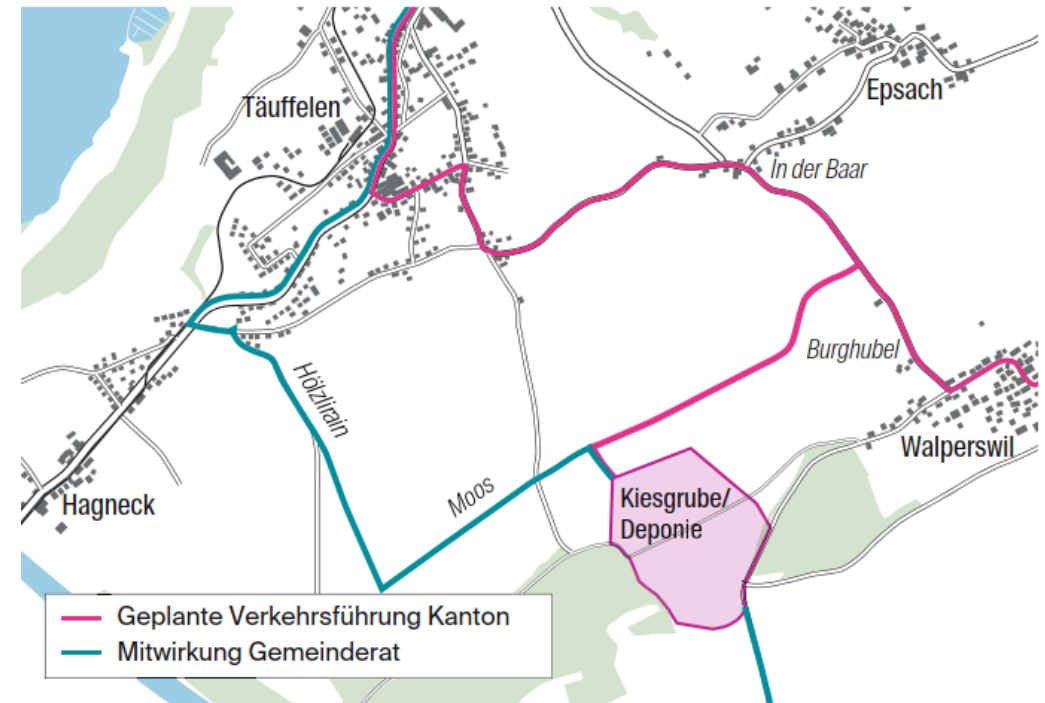 Täuffelen
Epsach
In der Baar
Burghubel
Hölzlirain
Walperswil
Moos
Hagneck
Kiesgrube/
Deponie
Geplante Verkehrsführung Kanton
Mitwirkung Gemeinderat